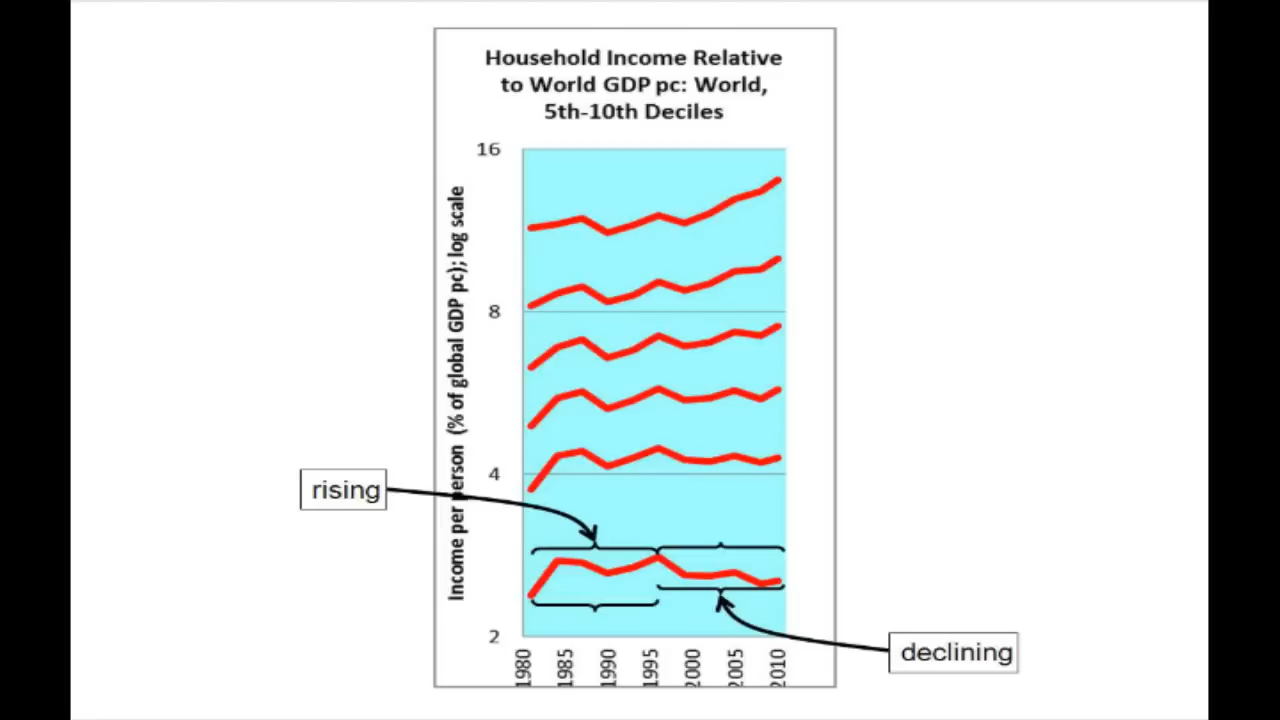 Household Income Relative
to World GDP pc: World,
5th-10th Deciles
Income per person (% of global GDP pc); log scale
16
8
4
2
rising
declining
1980
1985
1990
1995
2000
2005
2010